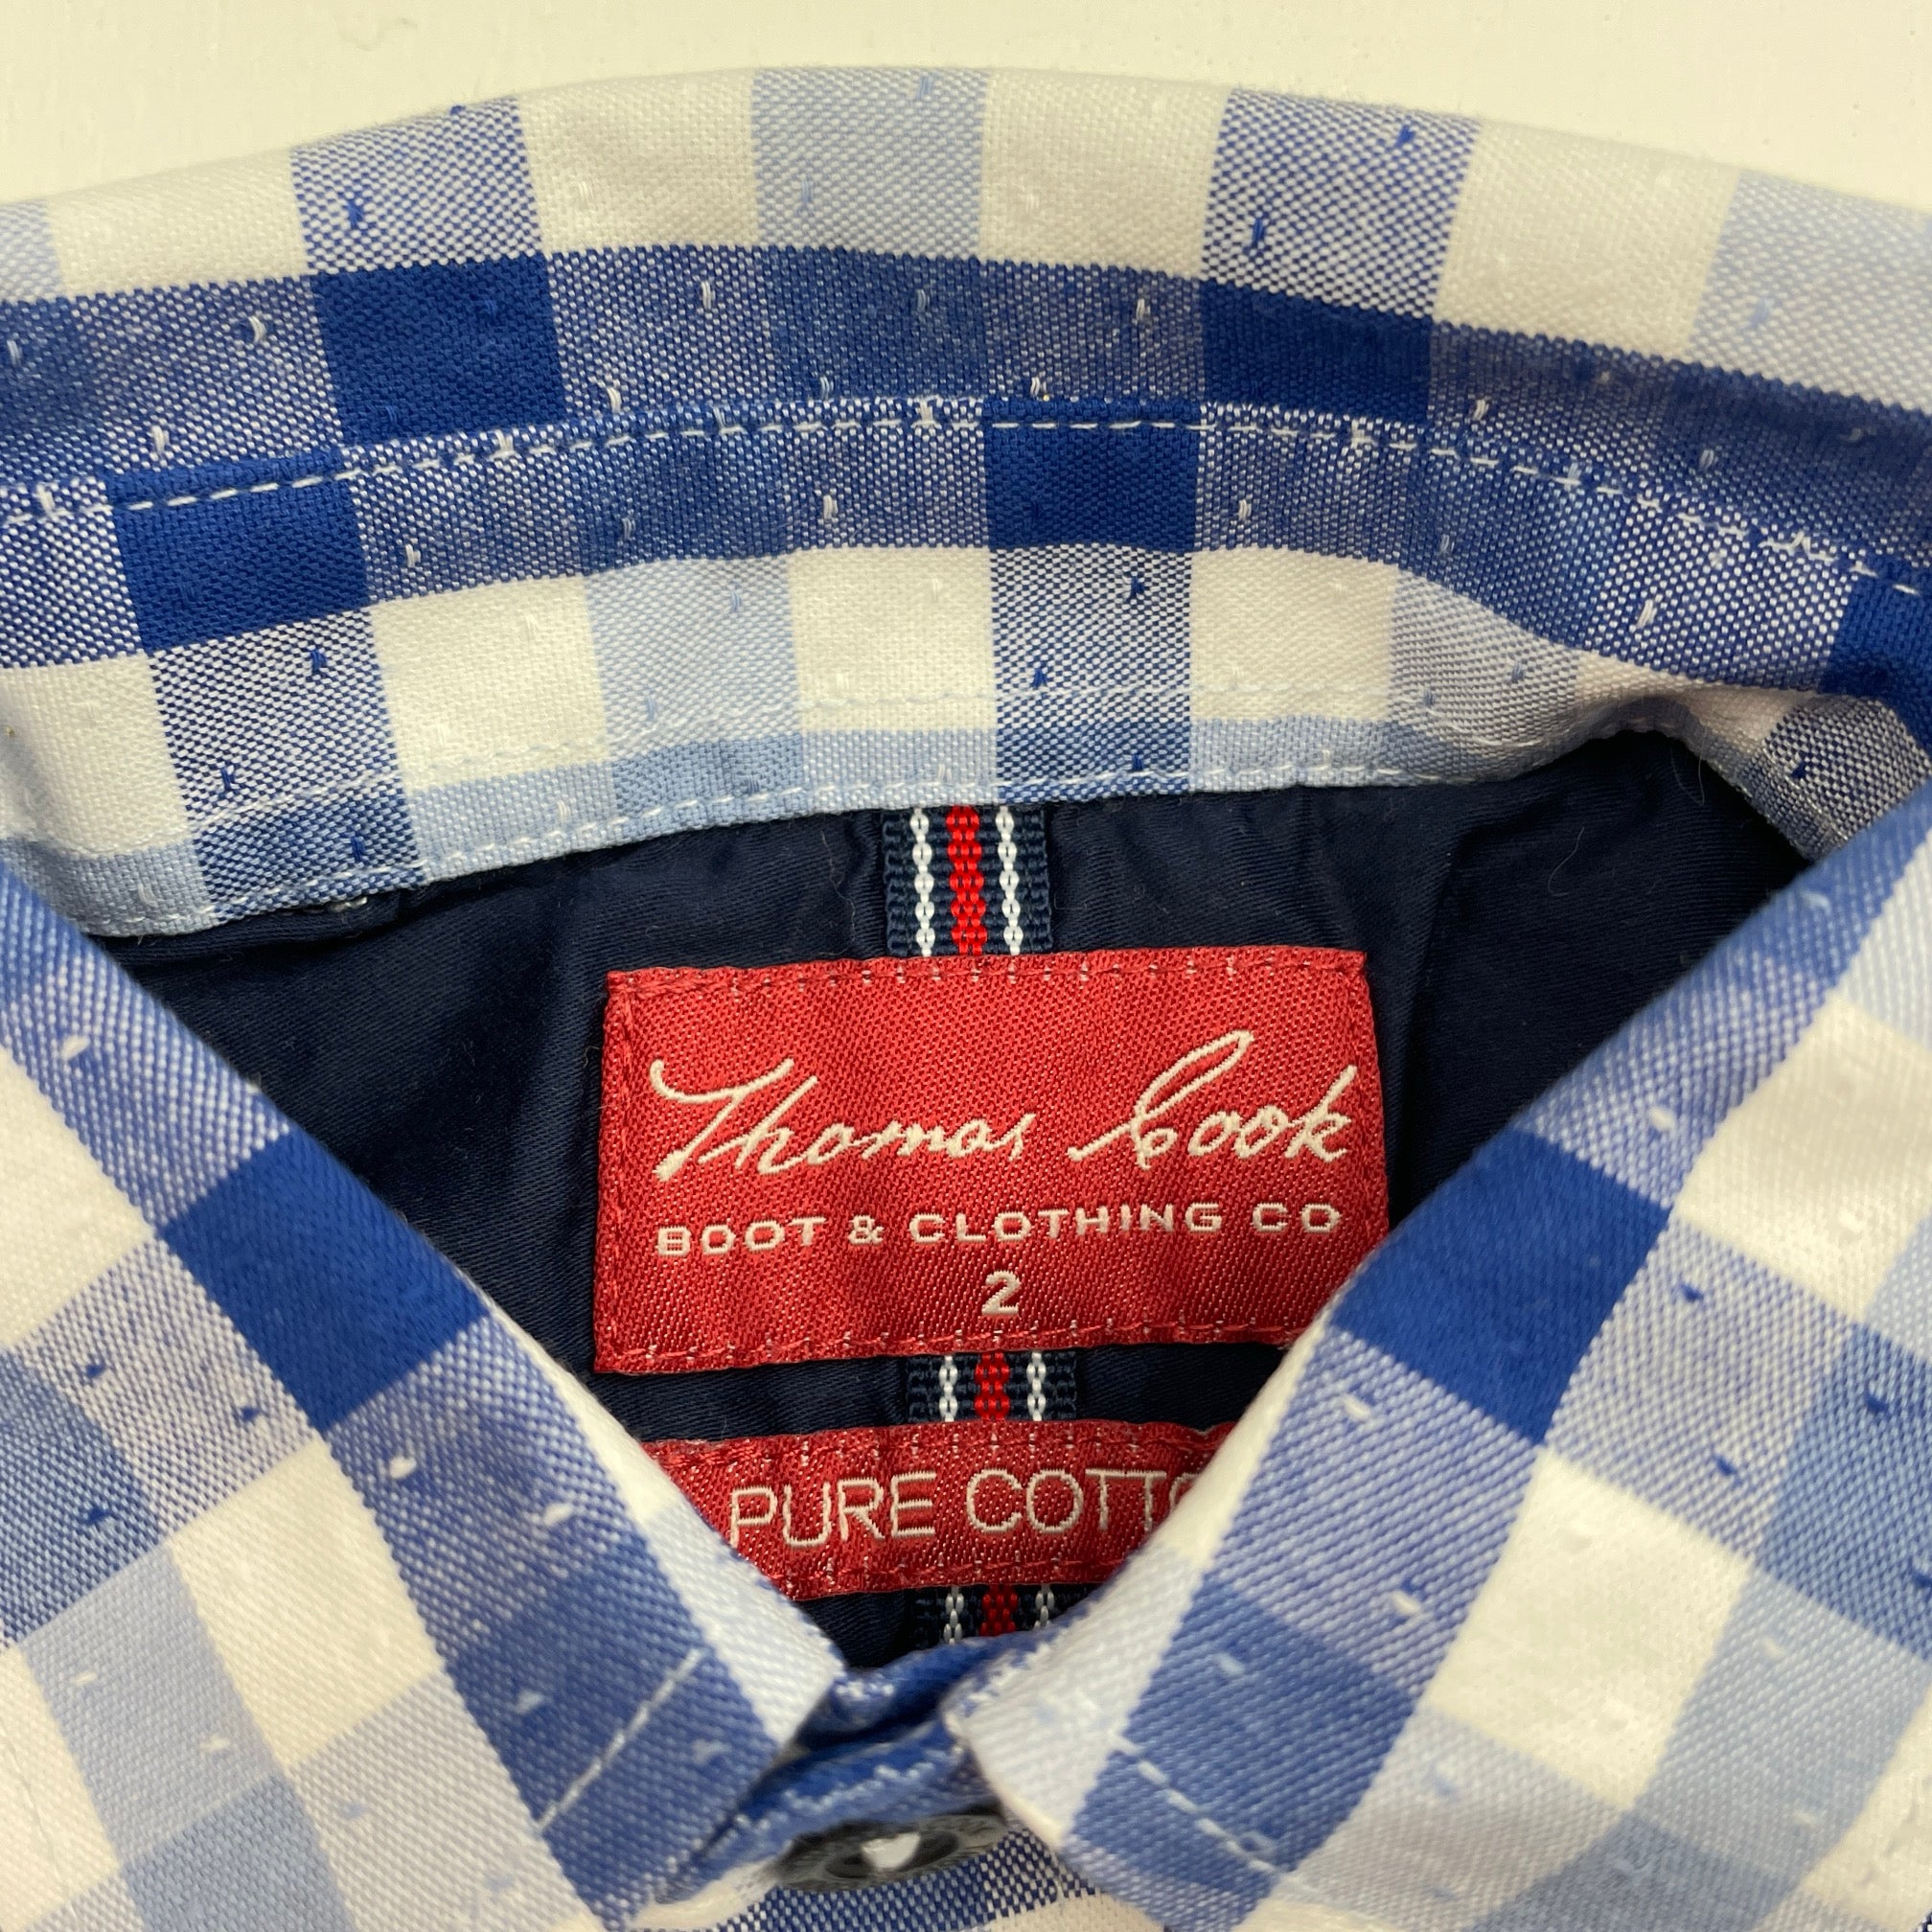 Thomas Cook
BOOT & CLOTHING CO
2
PURE COTTO